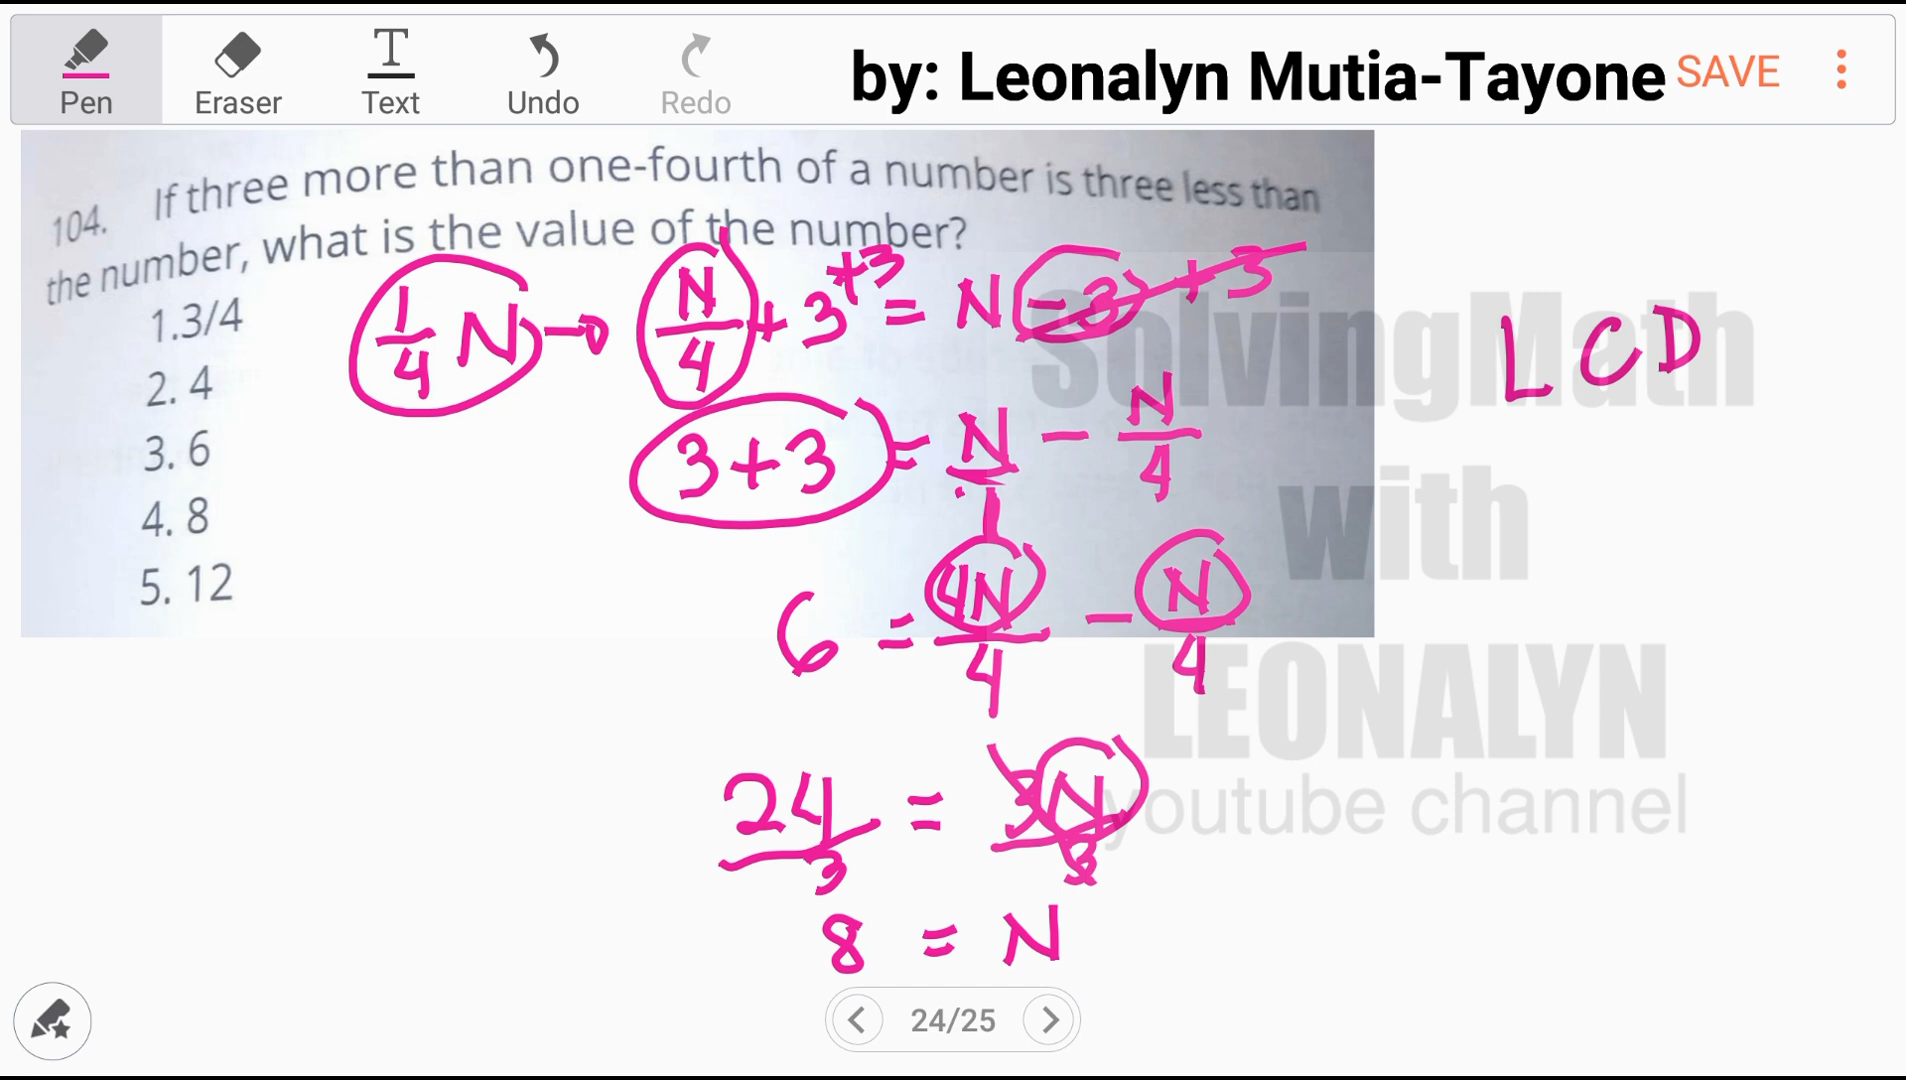 Pen
Eraser
Text
Undo
Redo
by: Leonalyn Mutia-Tayone
SAVE
104. If three more than one-fourth of a number is three less than
the number, what is the value of the number?
1.3/4
2. 4
3. 6
4. 8
5. 12
1/4 N → N/4 + 3 + 3 = N - 3 + 3
LCD
3 + 3 = N/1 - N/4
6 = 4N/4 - N/4
24/3 = 3N/3
8 = N
SolvingMath
with
LEONALYN
youtube channel
24/25